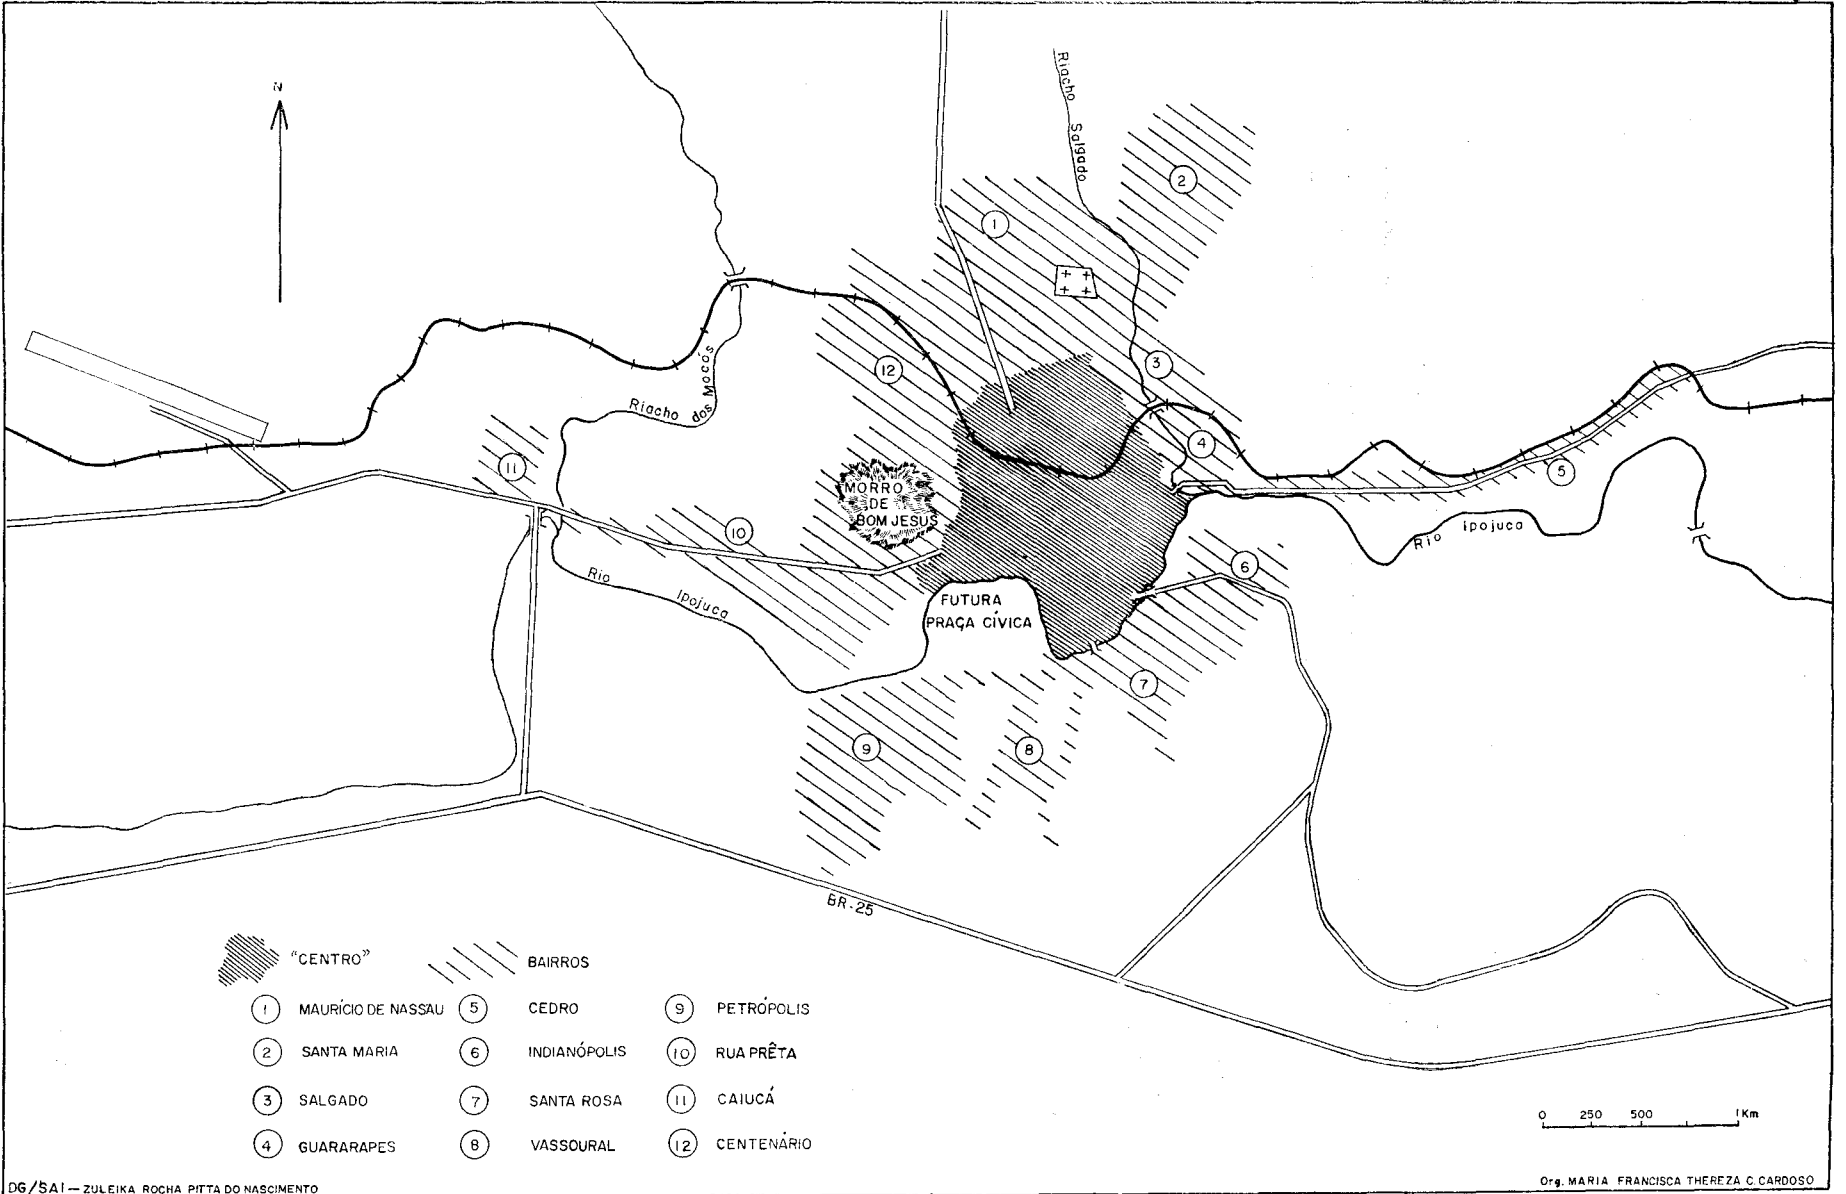 N
Riacho Salgado
2
1
3
12
Riacho dos Macós
4
11
5
MORRO
DE
BOM JESUS
Rio Ipojuca
10
6
Rio Ipojuca
FUTURA
PRAÇA CÍVICA
7
9
8
BR-25
"CENTRO"
BAIRROS
1 MAURÍCIO DE NASSAU
5 CEDRO
9 PETRÓPOLIS
2 SANTA MARIA
6 INDIANÓPOLIS
10 RUA PRÊTA
3 SALGADO
7 SANTA ROSA
11 CAIUCÁ
4 GUARARAPES
8 VASSOURAL
12 CENTENÁRIO
0 250 500 1Km
DG/SAI — ZULEIKA ROCHA PITTA DO NASCIMENTO
Org. MARIA FRANCISCA THEREZA C. CARDOSO